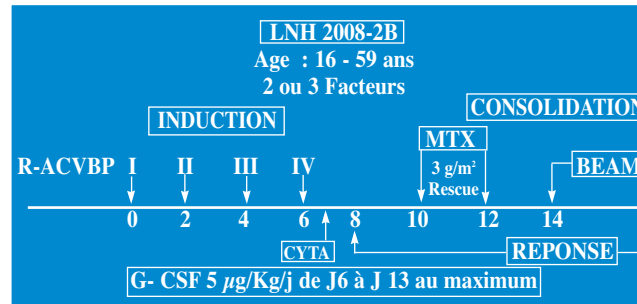 LNH 2008-2B
Age : 16 - 59 ans
2 ou 3 Facteurs
CONSOLIDATION
INDUCTION
MTX
R-ACVBP I II III IV
3 g/m²
Rescue
BEAM
0 2 4 6 8 10 12 14
CYTA
REPONSE
G- CSF 5 µg/Kg/j de J6 à J 13 au maximum